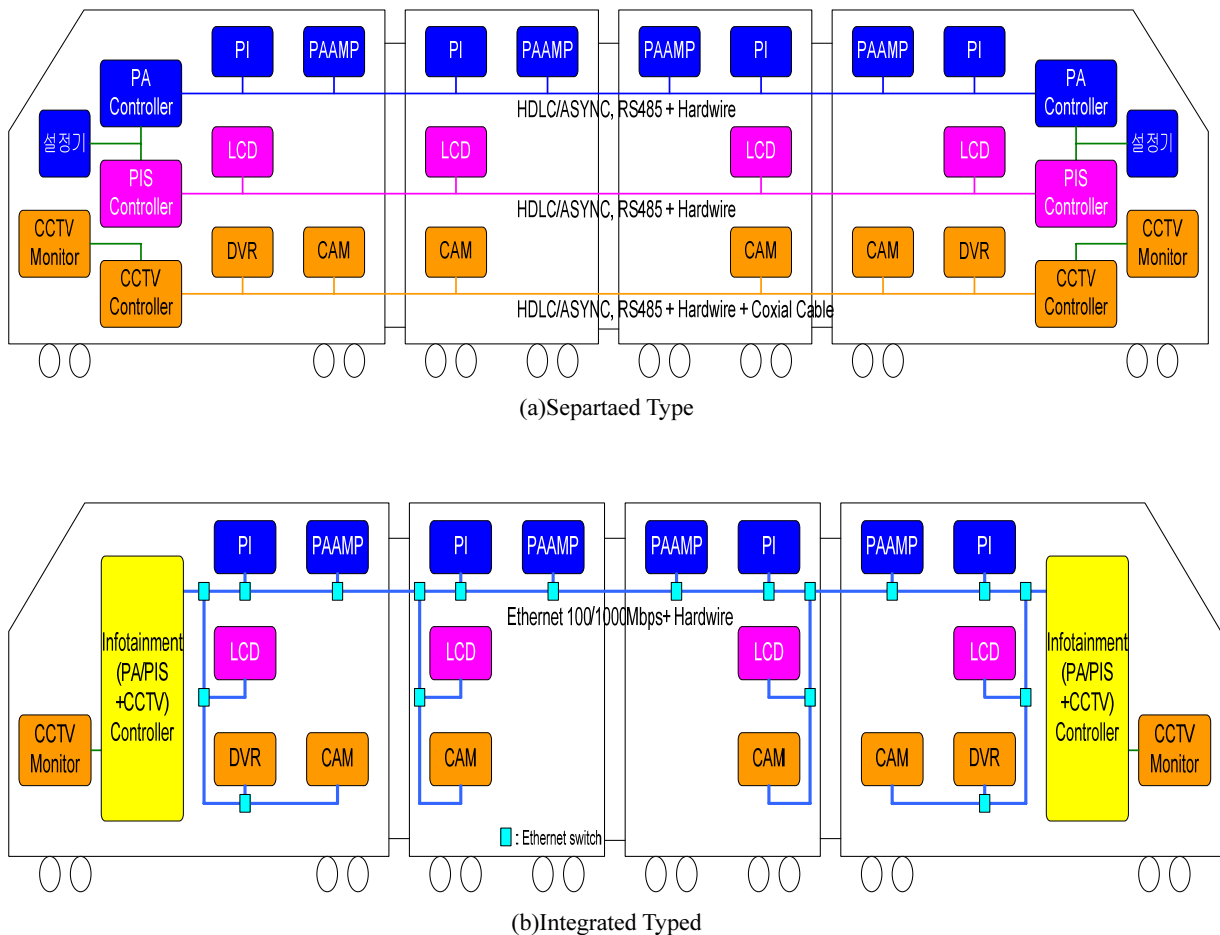 PI
PAAMP
PI
PAAMP
PAAMP
PI
PAAMP
PI
PA
Controller
PA
Controller
HDLC/ASYNC, RS485 + Hardwire
설정기
설정기
LCD
LCD
LCD
LCD
PIS
Controller
PIS
Controller
HDLC/ASYNC, RS485 + Hardwire
CCTV
Monitor
CCTV
Monitor
DVR
CAM
CAM
CAM
CAM
DVR
CCTV
Controller
CCTV
Controller
HDLC/ASYNC, RS485 + Hardwire + Coxial Cable
(a)Separtaed Type
PI
PAAMP
PI
PAAMP
PAAMP
PI
PAAMP
PI
Ethernet 100/1000Mbps+ Hardwire
Infotainment
(PA/PIS
+CCTV)
Controller
LCD
LCD
LCD
LCD
Infotainment
(PA/PIS
+CCTV)
Controller
CCTV
Monitor
DVR
CAM
CAM
CAM
CAM
DVR
CCTV
Monitor
: Ethernet switch
(b)Integrated Typed